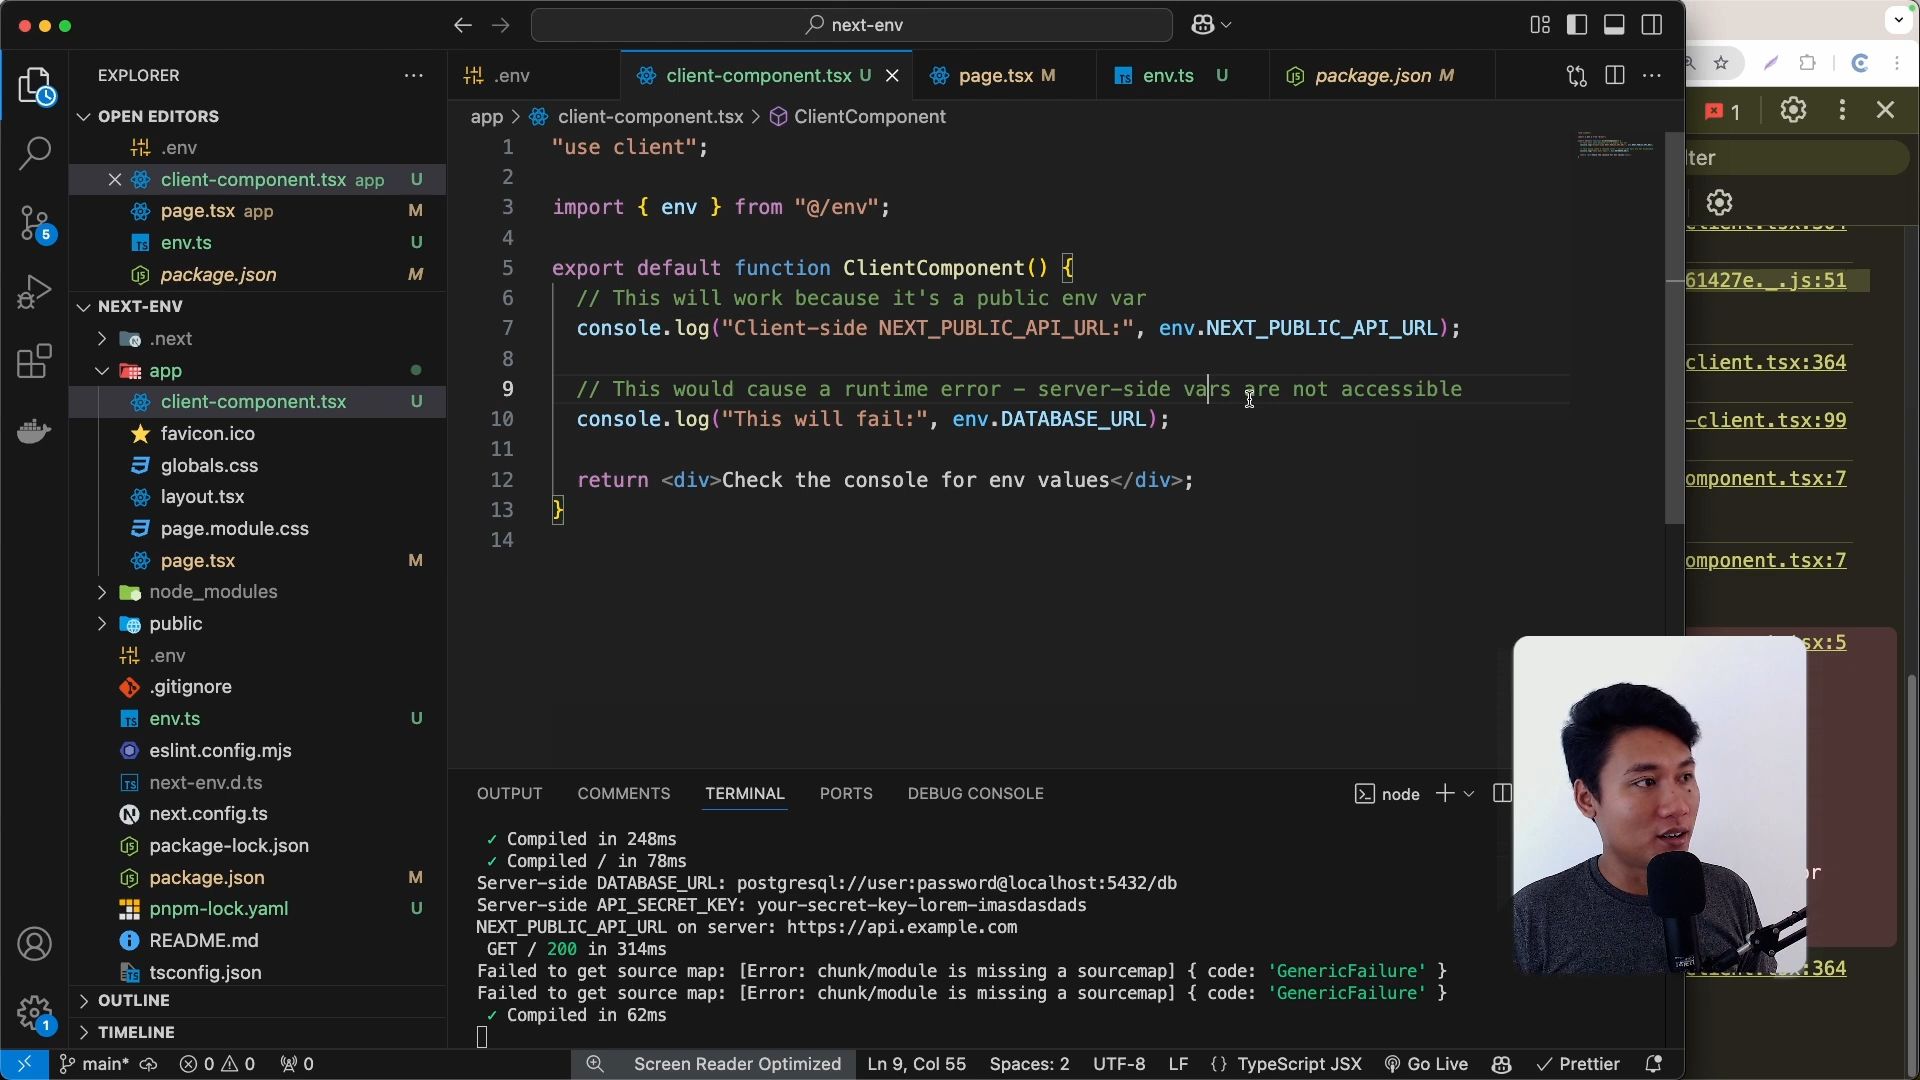 next-env
EXPLORER
OPEN EDITORS
.env
client-component.tsx app U
page.tsx app M
env.ts U
package.json M
NEXT-ENV
.next
app
client-component.tsx U
favicon.ico
globals.css
layout.tsx
page.module.css
page.tsx M
node_modules
public
.env
.gitignore
env.ts U
eslint.config.mjs
next-env.d.ts
next.config.ts
package-lock.json
package.json M
pnpm-lock.yaml U
README.md
tsconfig.json
OUTLINE
TIMELINE
5
1
.env
client-component.tsx U
page.tsx M
env.ts U
package.json M
app > client-component.tsx > ClientComponent
1 "use client";
2
3 import { env } from "@/env";
4
5 export default function ClientComponent() {
6 // This will work because it's a public env var
7 console.log("Client-side NEXT_PUBLIC_API_URL:", env.NEXT_PUBLIC_API_URL);
8
9 // This would cause a runtime error - server-side vars are not accessible
10 console.log("This will fail:", env.DATABASE_URL);
11
12 return <div>Check the console for env values</div>;
13 }
14
OUTPUT COMMENTS TERMINAL PORTS DEBUG CONSOLE
node
✓ Compiled in 248ms
✓ Compiled / in 78ms
Server-side DATABASE_URL: postgresql://user:password@localhost:5432/db
Server-side API_SECRET_KEY: your-secret-key-lorem-imasdasdads
NEXT_PUBLIC_API_URL on server: https://api.example.com
GET / 200 in 314ms
Failed to get source map: [Error: chunk/module is missing a sourcemap] { code: 'GenericFailure' }
Failed to get source map: [Error: chunk/module is missing a sourcemap] { code: 'GenericFailure' }
✓ Compiled in 62ms
main* 0 0 0
Screen Reader Optimized Ln 9, Col 55 Spaces: 2 UTF-8 LF {} TypeScript JSX Go Live Prettier
1
lter
61427e._.js:51
client.tsx:364
-client.tsx:99
omponent.tsx:7
omponent.tsx:7
sx:5
or
client.tsx:364